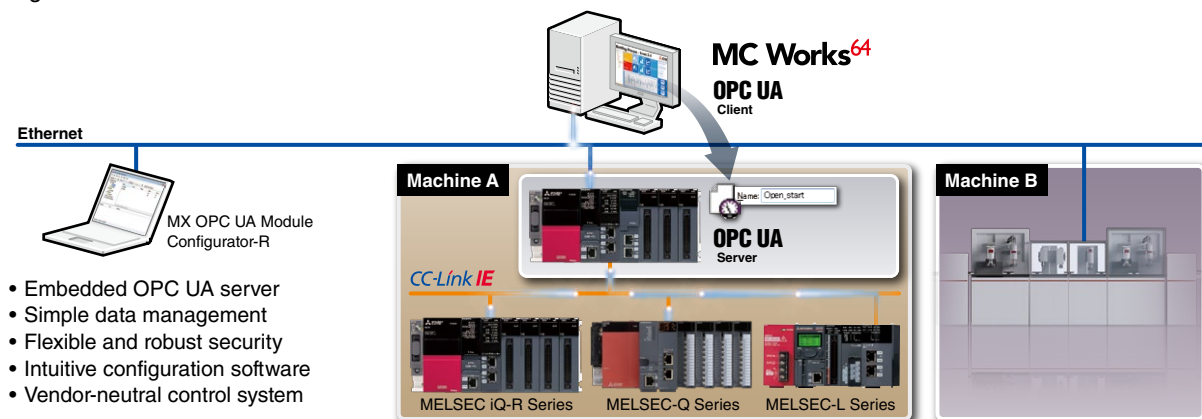 MC Works64
OPC UA
Client
Ethernet
MX OPC UA Module
Configurator-R
• Embedded OPC UA server
• Simple data management
• Flexible and robust security
• Intuitive configuration software
• Vendor-neutral control system
Machine A
Name: Open_start
OPC UA
Server
CC-Link IE
MELSEC iQ-R Series
MELSEC-Q Series
MELSEC-L Series
Machine B